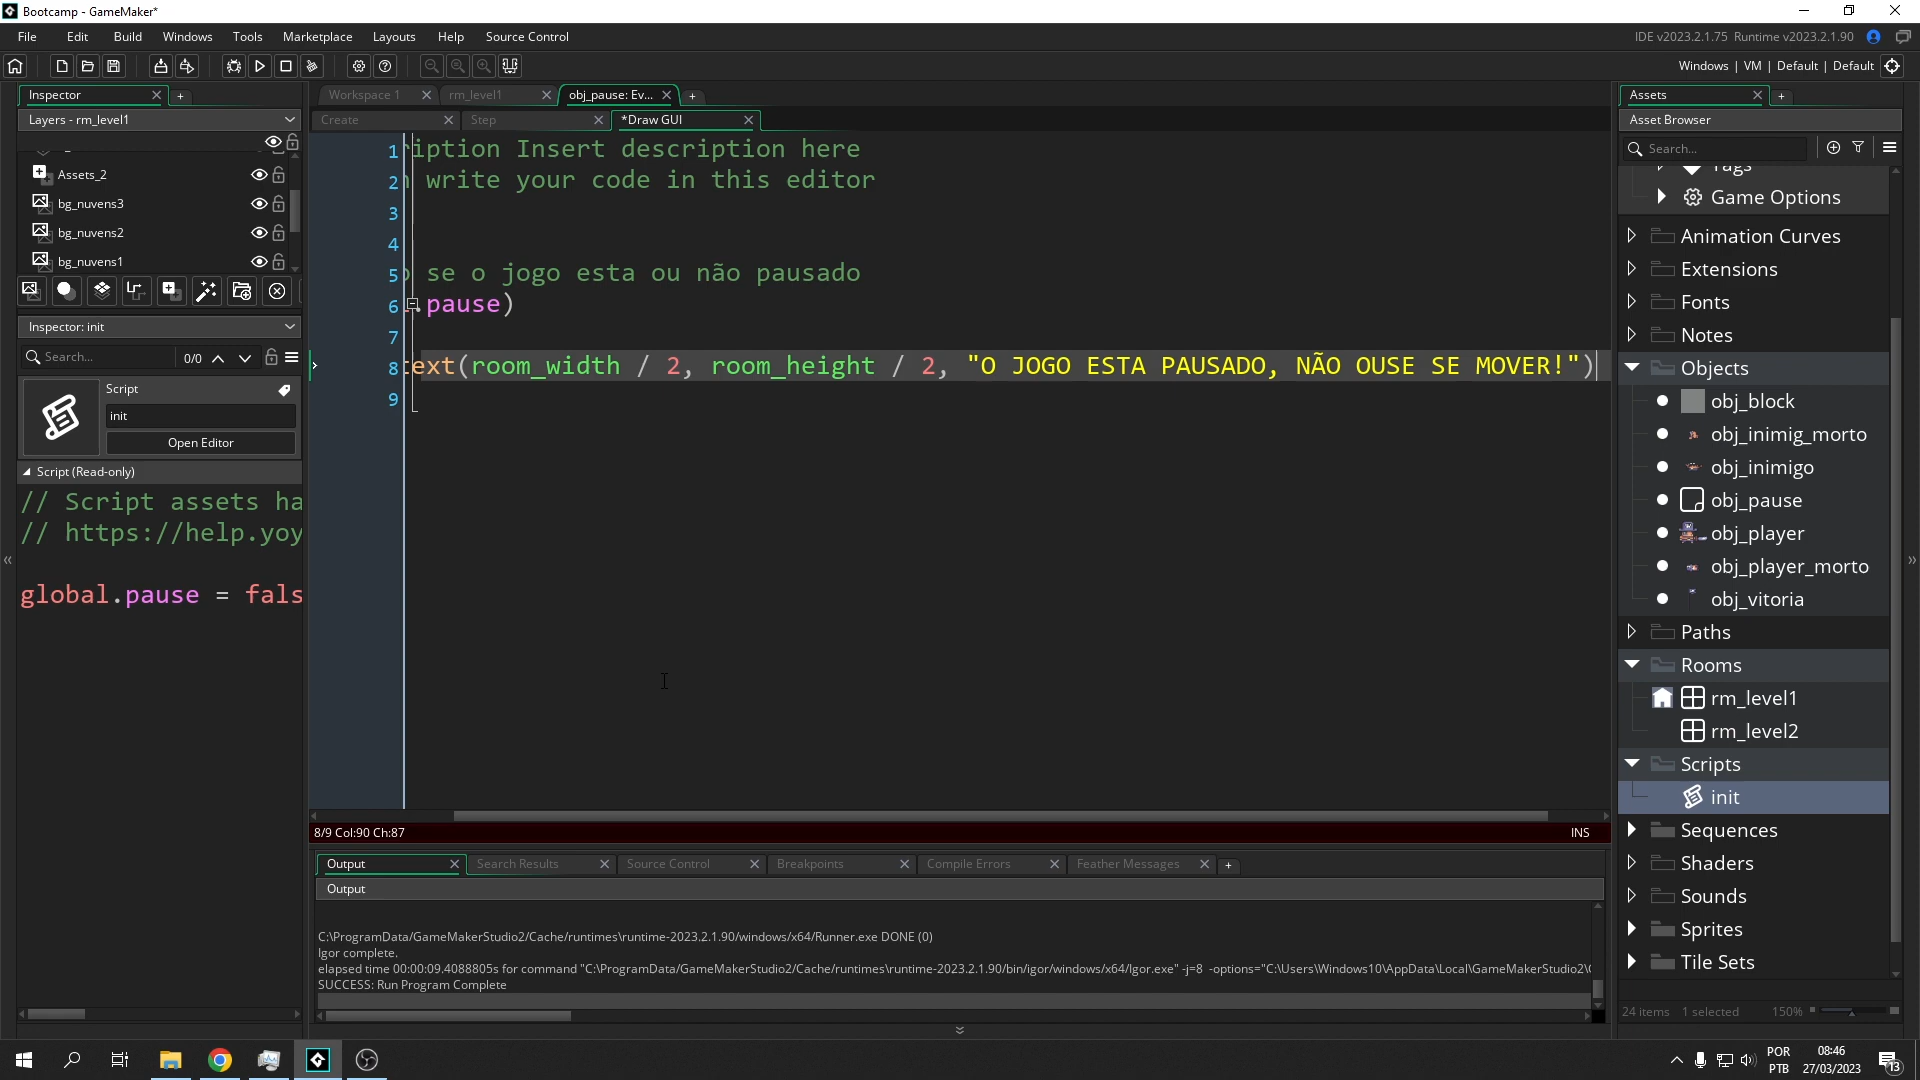 Bootcamp - GameMaker*
File Edit Build Windows Tools Marketplace Layouts Help Source Control
IDE v2023.2.1.75 Runtime v2023.2.1.90
Windows | VM | Default | Default
Inspector
Layers - rm_level1
Assets_2
bg_nuvens3
bg_nuvens2
bg_nuvens1
Inspector: init
Search... 0/0
Script
init
Open Editor
Script (Read-only)
// Script assets ha
// https://help.yoy
global.pause = fals
Workspace 1 rm_level1 obj_pause: Ev...
Create Step *Draw GUI
1 ription Insert description here
2 write your code in this editor
3
4
5 se o jogo esta ou não pausado
6 .pause)
7
8 text(room_width / 2, room_height / 2, "O JOGO ESTA PAUSADO, NÃO OUSE SE MOVER!")
9
8/9 Col:90 Ch:87 INS
Output Search Results Source Control Breakpoints Compile Errors Feather Messages
Output
C:\ProgramData/GameMakerStudio2/Cache/runtimes\runtime-2023.2.1.90/windows/x64/Runner.exe DONE (0)
Igor complete.
elapsed time 00:00:09.4088805s for command "C:\ProgramData/GameMakerStudio2/Cache/runtimes\runtime-2023.2.1.90/bin/igor/windows/x64/Igor.exe" -j=8 -options="C:\Users\Windows10\AppData\Local\GameMakerStudio2\
SUCCESS: Run Program Complete
Assets
Asset Browser
Search...
Tags
Game Options
Animation Curves
Extensions
Fonts
Notes
Objects
obj_block
obj_inimig_morto
obj_inimigo
obj_pause
obj_player
obj_player_morto
obj_vitoria
Paths
Rooms
rm_level1
rm_level2
Scripts
init
Sequences
Shaders
Sounds
Sprites
Tile Sets
24 items 1 selected 150%
POR
PTB
08:46
27/03/2023
13